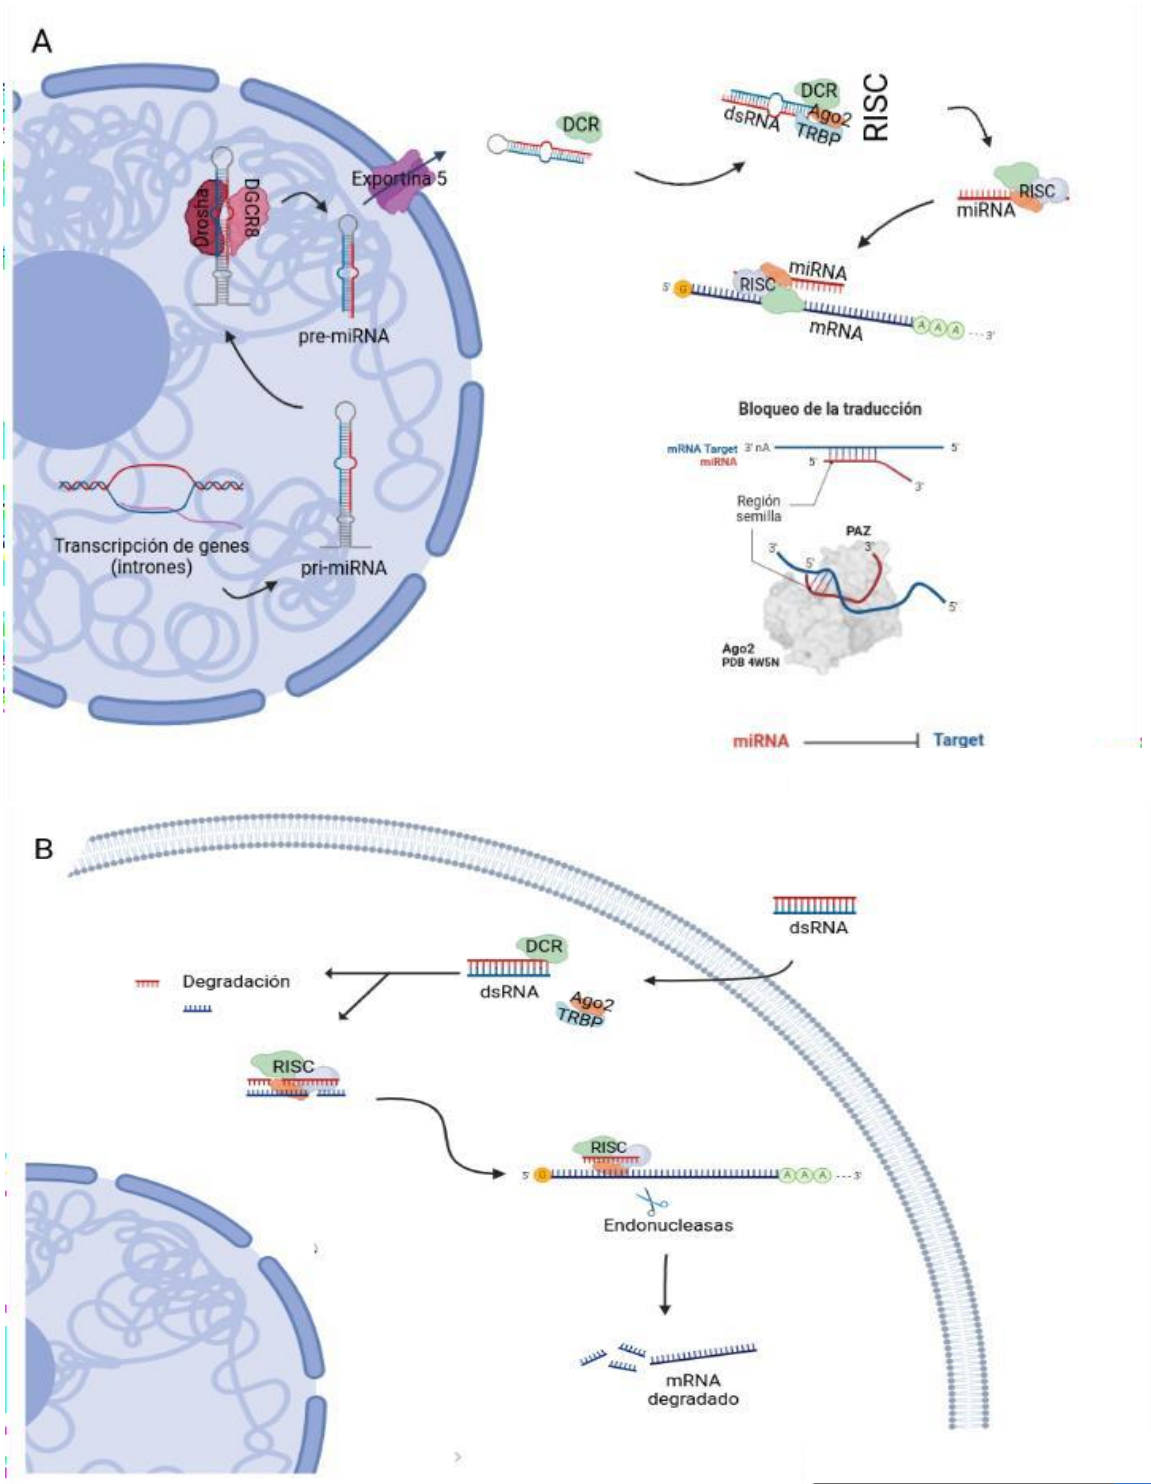 A
Drosha
DGCR8
Exportina 5
pre-miRNA
pri-miRNA
Transcripción de genes
(intrones)
DCR
DCR
Ago2
TRBP
dsRNA
RISC
RISC
miRNA
miRNA
RISC
5'
G
mRNA
A A A
---3'
Bloqueo de la traducción
mRNA Target 3' nA 5'
miRNA 5'
3'
Región
semilla
PAZ
3'
3'
5'
5'
Ago2
PDB 4W5N
miRNA Target
B
dsRNA
DCR
dsRNA
Ago2
TRBP
Degradación
RISC
RISC
5' G A A A ---3'
Endonucleasas
mRNA
degradado